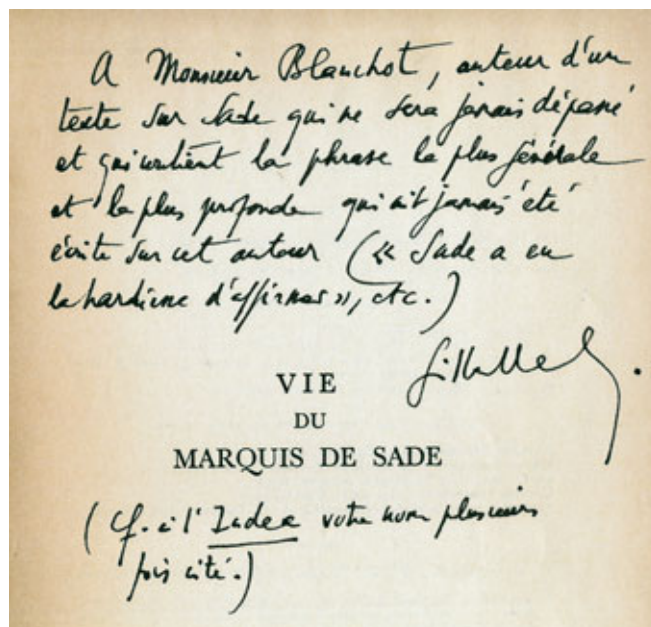 A Monsieur Blanchot, auteur d'un
texte sur Sade qui ne sera jamais dépassé
et qui contient la phrase la plus générale
et la plus profonde qui ait jamais été
écrite sur cet auteur (« Sade a eu
la hardiesse d'affirmer », etc.)
VIE
DU
MARQUIS DE SADE
(Cf. à l'Index votre nom plusieurs
fois cité.)